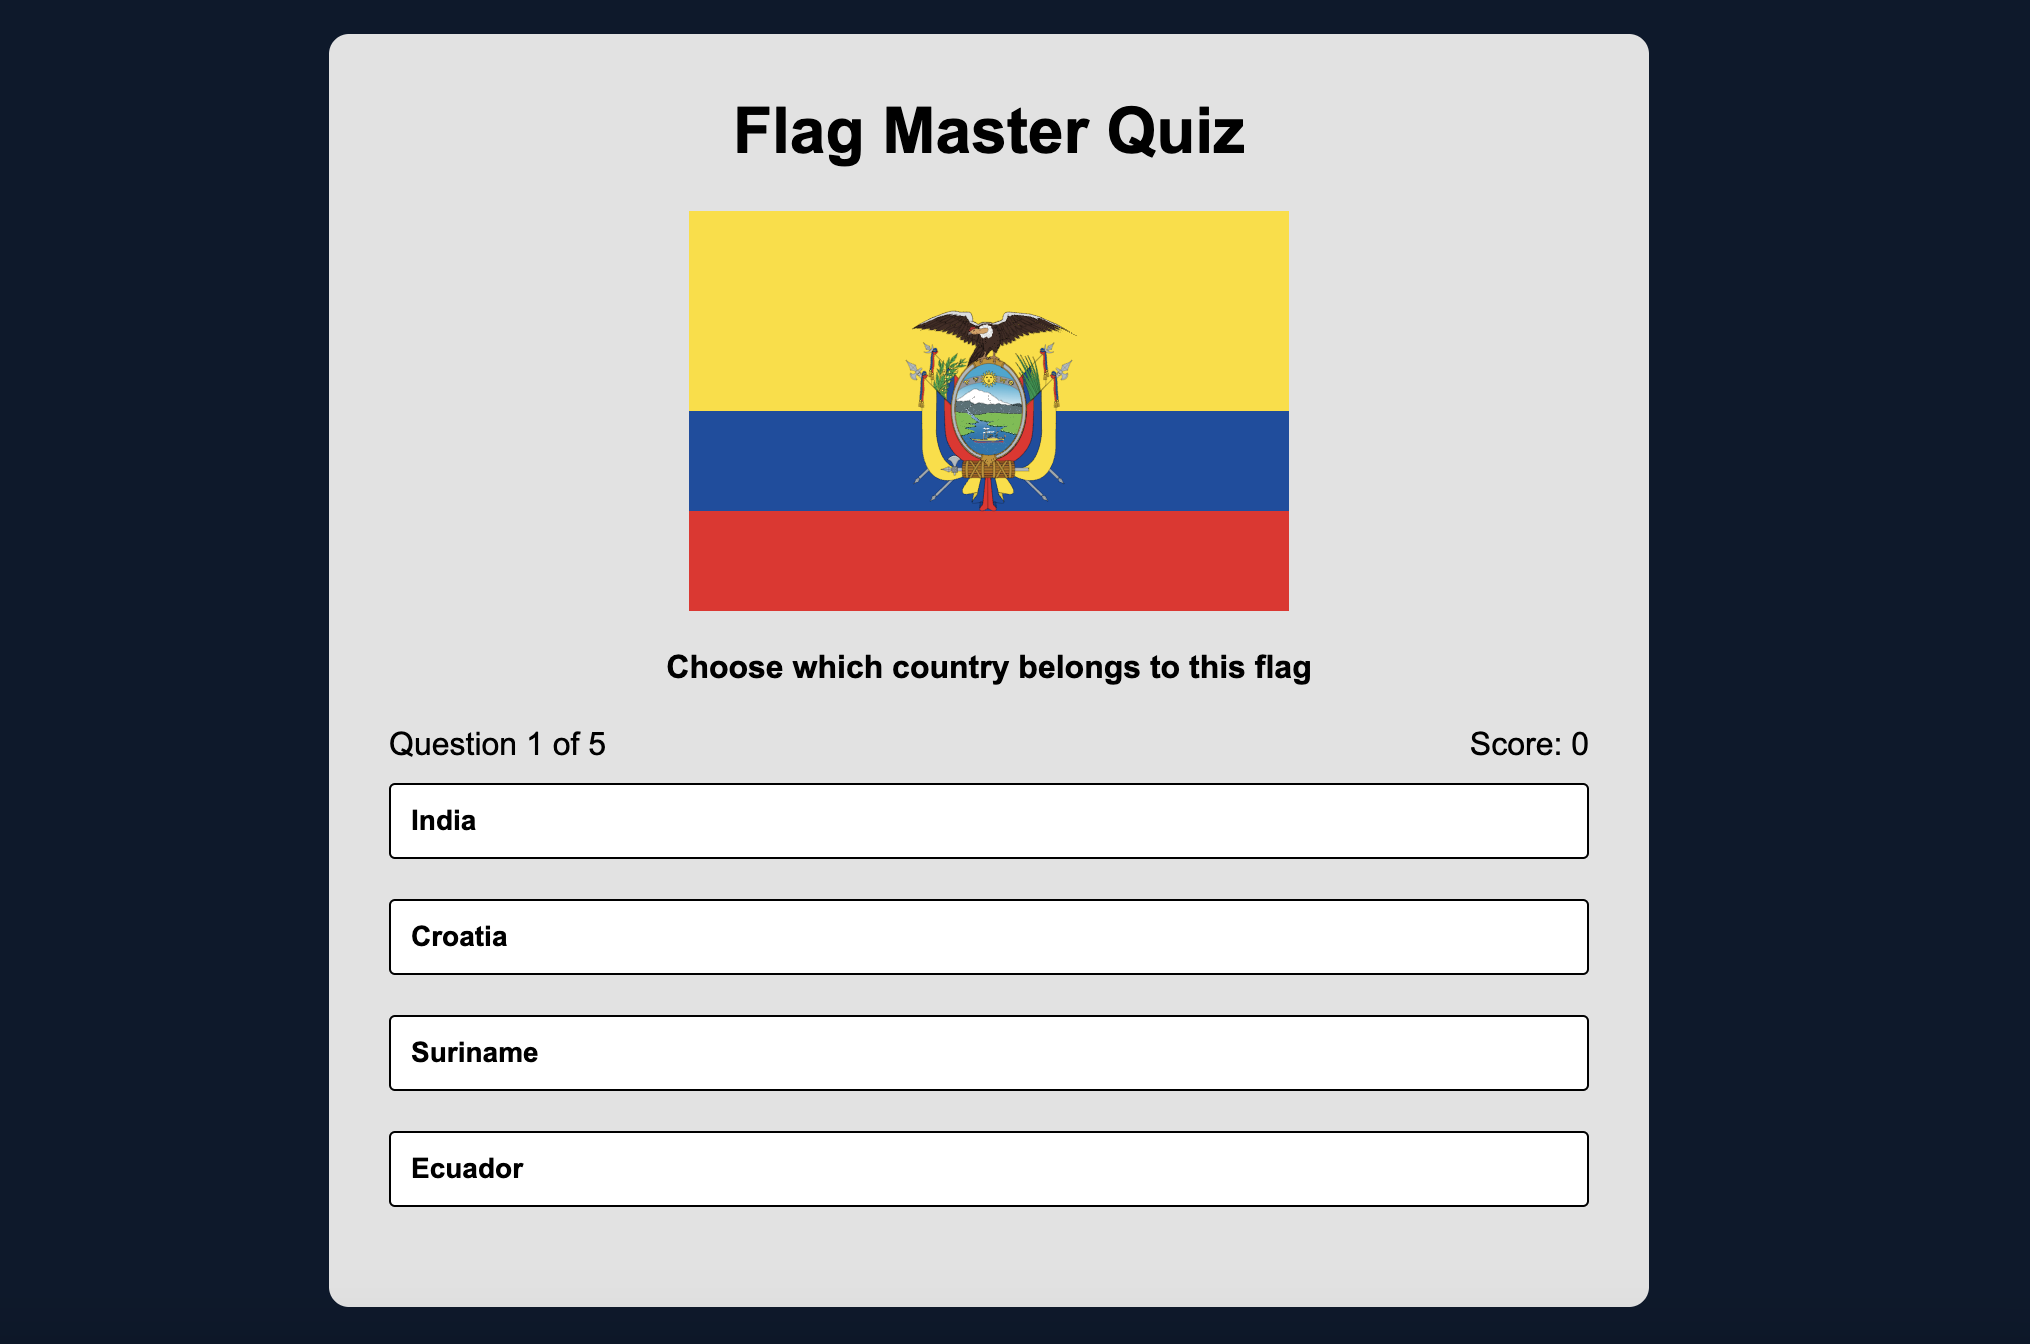 Flag Master Quiz
Choose which country belongs to this flag
Question 1 of 5
Score: 0
India
Croatia
Suriname
Ecuador